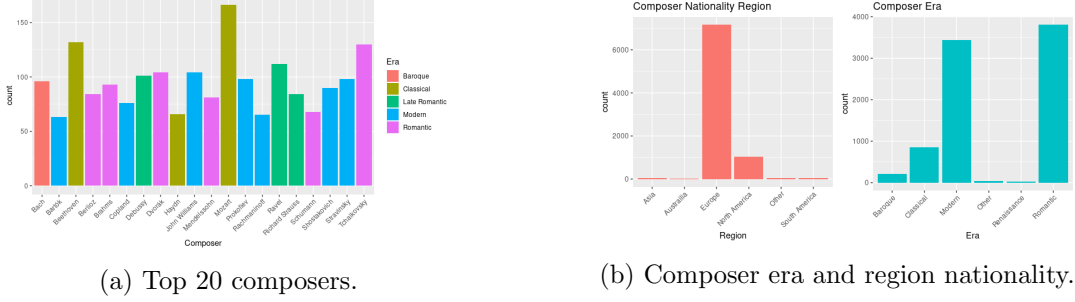 150
100
50
0
count
Bach
Bartók
Beethoven
Berlioz
Brahms
Copland
Debussy
Dvorak
Haydn
John Williams
Mendelssohn
Mozart
Prokofiev
Rachmaninoff
Ravel
Richard Strauss
Schumann
Shostakovich
Stravinsky
Tchaikovsky
Composer
Era
Baroque
Classical
Late Romantic
Modern
Romantic
(a) Top 20 composers.
Composer Nationality Region
6000
4000
2000
0
count
Asia
Australia
Europe
North America
Other
South America
Region
Composer Era
4000
3000
2000
1000
0
count
Baroque
Classical
Modern
Other
Renaissance
Romantic
Era
(b) Composer era and region nationality.